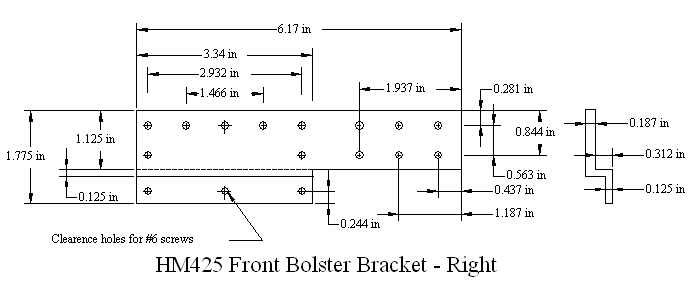 6.17 in
3.34 in
2.932 in
1.466 in
1.937 in
0.281 in
1.125 in
1.775 in
0.844 in
0.187 in
0.312 in
0.563 in
0.125 in
0.437 in
0.125 in
1.187 in
0.244 in
Clearence holes for #6 screws
HM425 Front Bolster Bracket - Right